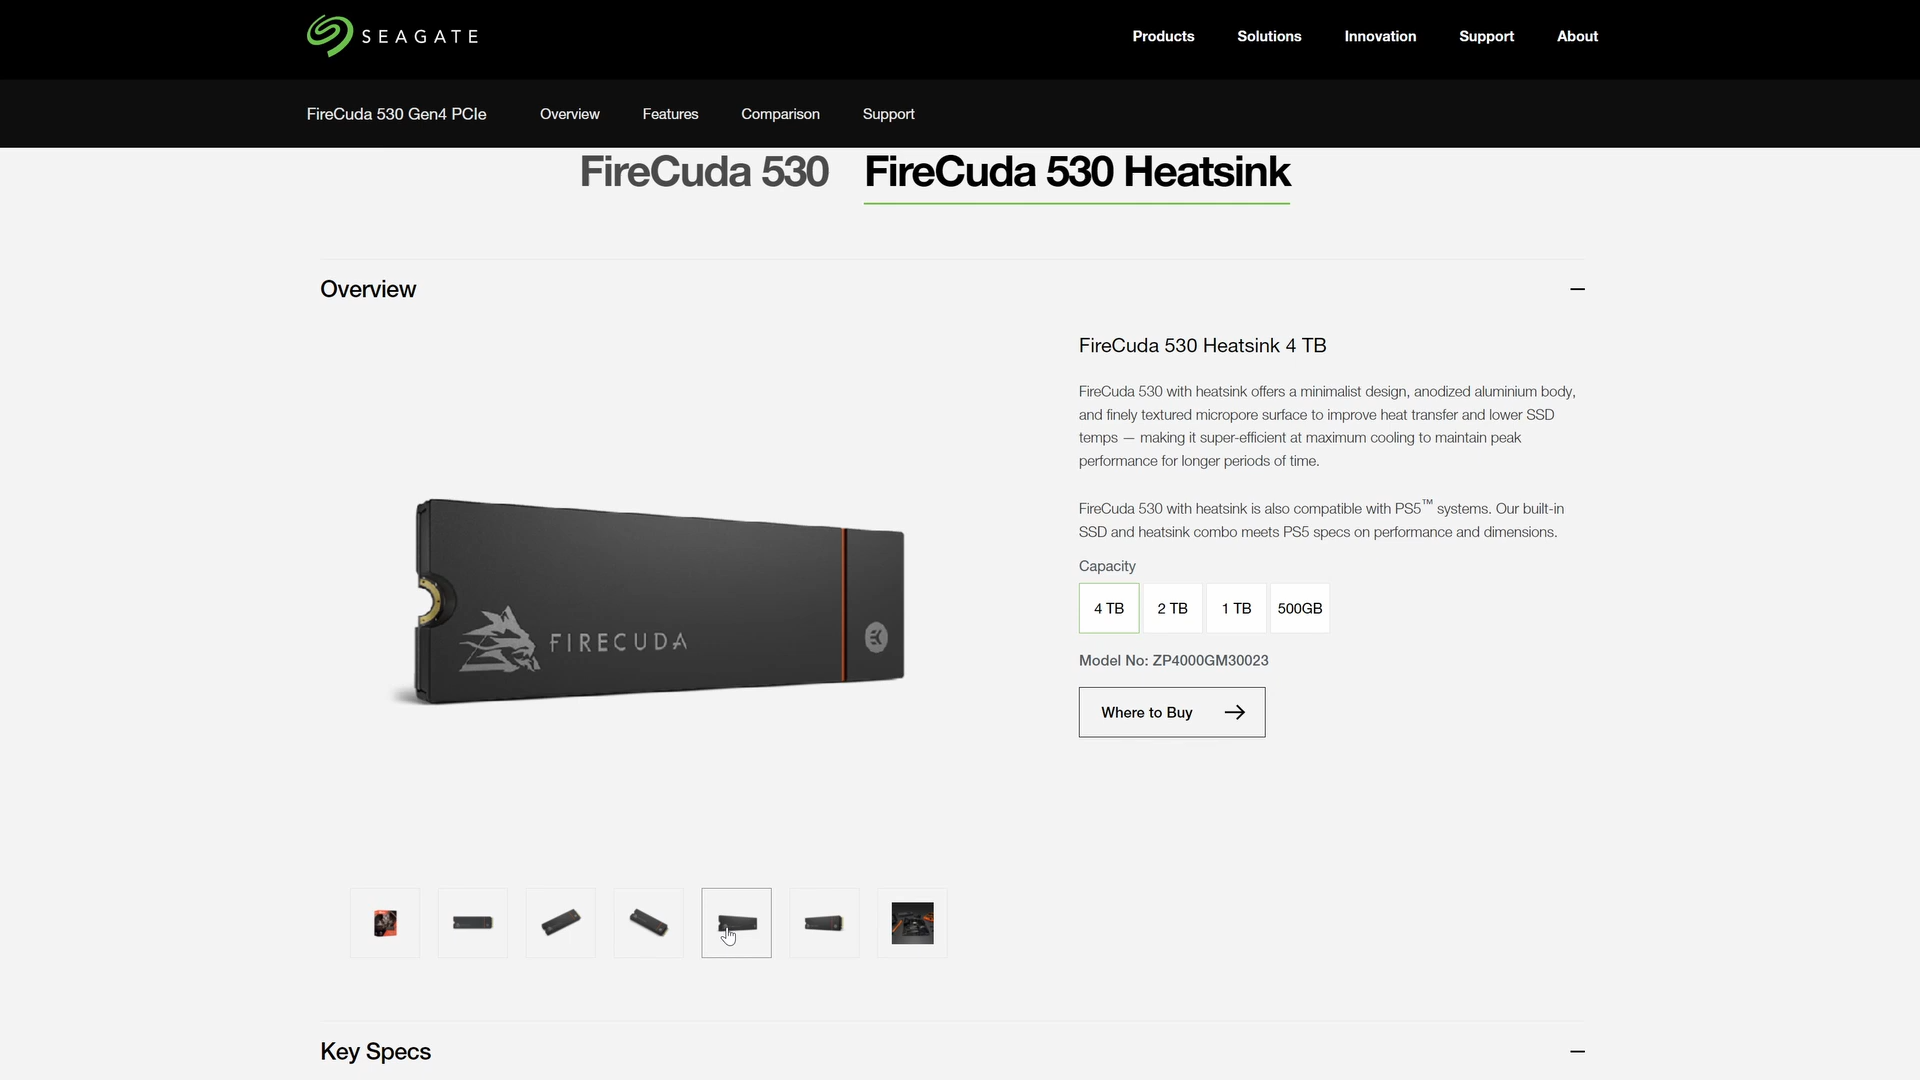 SEAGATE
Products
Solutions
Innovation
Support
About
FireCuda 530 Gen4 PCIe
Overview
Features
Comparison
Support
FireCuda 530
FireCuda 530 Heatsink
Overview
FireCuda 530 Heatsink 4 TB
FireCuda 530 with heatsink offers a minimalist design, anodized aluminium body,
and finely textured micropore surface to improve heat transfer and lower SSD
temps — making it super-efficient at maximum cooling to maintain peak
performance for longer periods of time.
FireCuda 530 with heatsink is also compatible with PS5™ systems. Our built-in
SSD and heatsink combo meets PS5 specs on performance and dimensions.
Capacity
4 TB
2 TB
1 TB
500GB
Model No: ZP4000GM30023
Where to Buy
FIRECUDA
EK
Key Specs